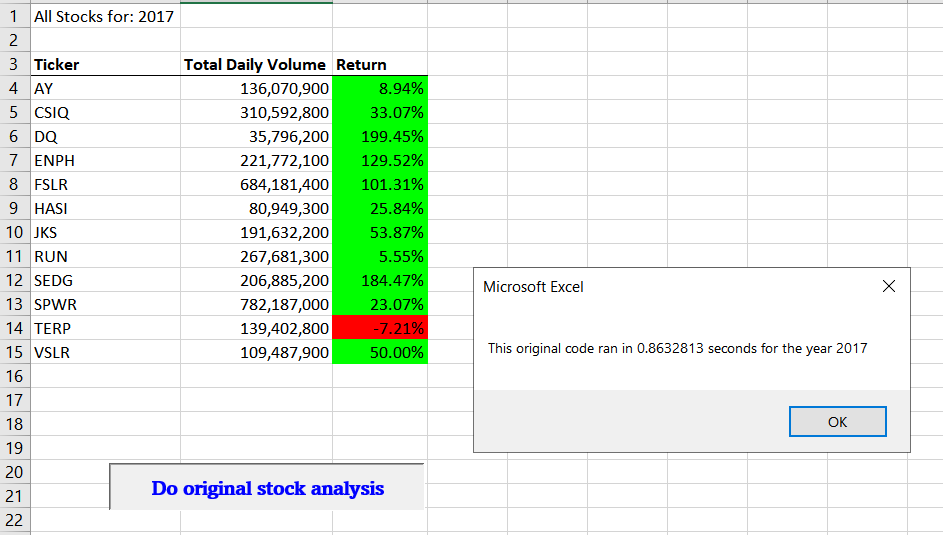 1 All Stocks for: 2017
2
3 Ticker Total Daily Volume Return
4 AY 136,070,900 8.94%
5 CSIQ 310,592,800 33.07%
6 DQ 35,796,200 199.45%
7 ENPH 221,772,100 129.52%
8 FSLR 684,181,400 101.31%
9 HASI 80,949,300 25.84%
10 JKS 191,632,200 53.87%
11 RUN 267,681,300 5.55%
12 SEDG 206,885,200 184.47%
13 SPWR 782,187,000 23.07%
14 TERP 139,402,800 -7.21%
15 VSLR 109,487,900 50.00%
16
17
18
19
20
21
22
Microsoft Excel
This original code ran in 0.8632813 seconds for the year 2017
OK
Do original stock analysis